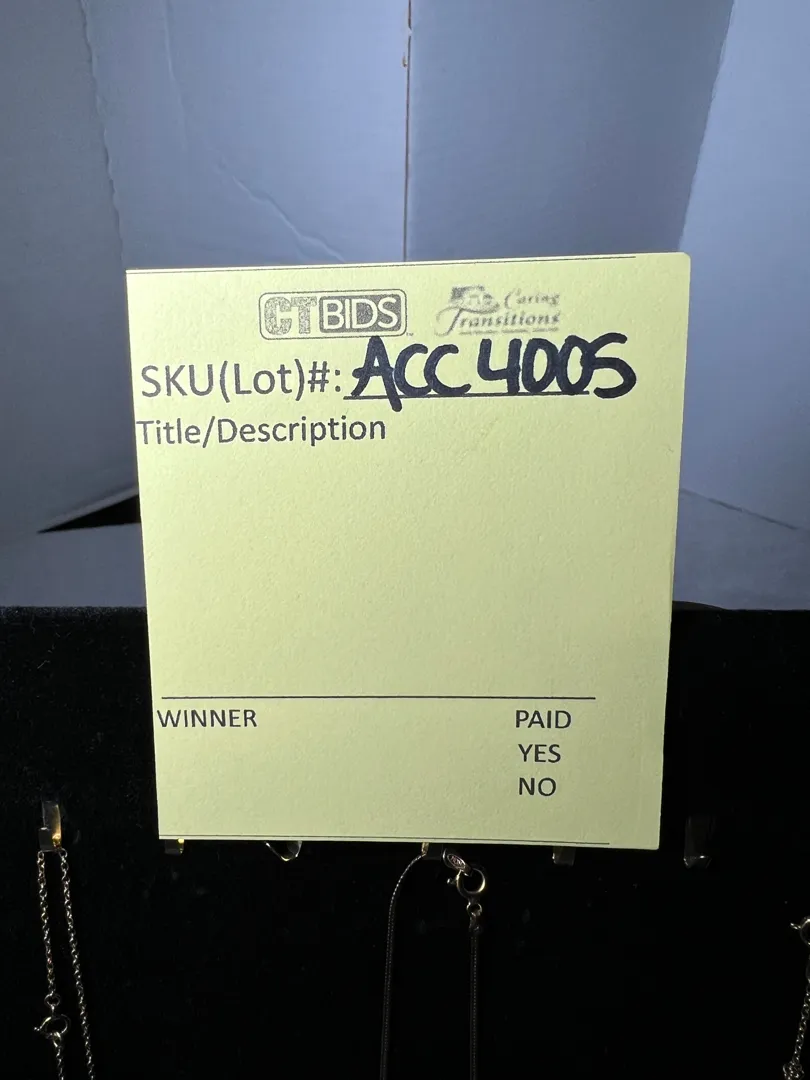 CTBIDS Caring Transitions
SKU(Lot)#: ACC 4005
Title/Description
WINNER PAID
YES
NO